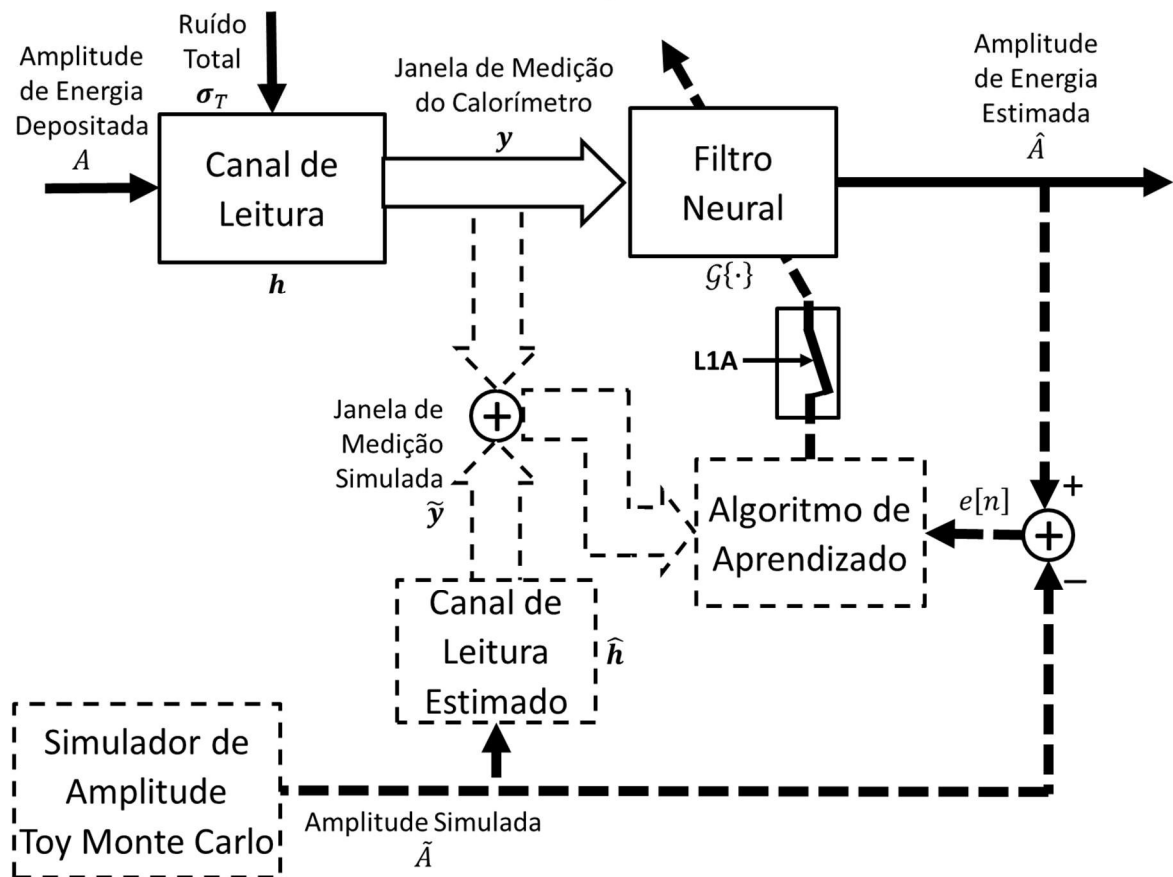 Ruído
Total
σ_T
Amplitude
de Energia
Depositada
A
Canal de
Leitura
h
Janela de Medição
do Calorímetro
y
Filtro
Neural
𝒢{·}
Amplitude
de Energia
Estimada
Â
L1A
Janela de
Medição
Simulada
ỹ
+
Algoritmo de
Aprendizado
e[n]
+
+
−
Canal de
Leitura
Estimado
ĥ
Simulador de
Amplitude
Toy Monte Carlo
Amplitude Simulada
Ã